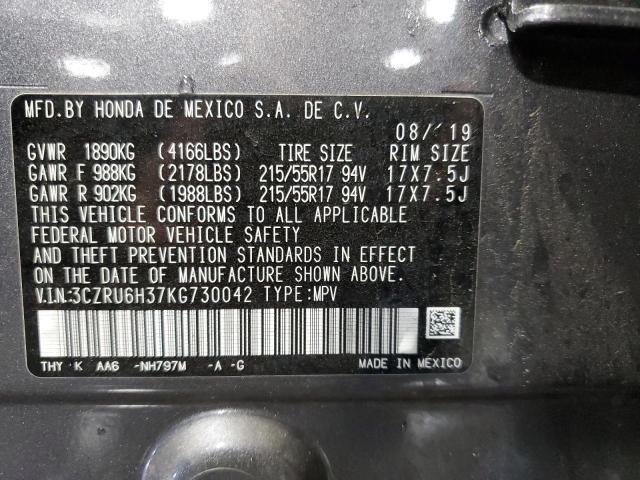 MFD.BY HONDA DE MEXICO S.A. DE C.V.
08/'19
GVWR 1890KG (4166LBS) TIRE SIZE RIM SIZE
GAWR F 988KG (2178LBS) 215/55R17 94V 17X7.5J
GAWR R 902KG (1988LBS) 215/55R17 94V 17X7.5J
THIS VEHICLE CONFORMS TO ALL APPLICABLE
FEDERAL MOTOR VEHICLE SAFETY
AND THEFT PREVENTION STANDARDS IN EFFECT
ON THE DATE OF MANUFACTURE SHOWN ABOVE.
V.I.N.:3CZRU6H37KG730042 TYPE:MPV
THY K AA6 -NH797M -A -G MADE IN MEXICO